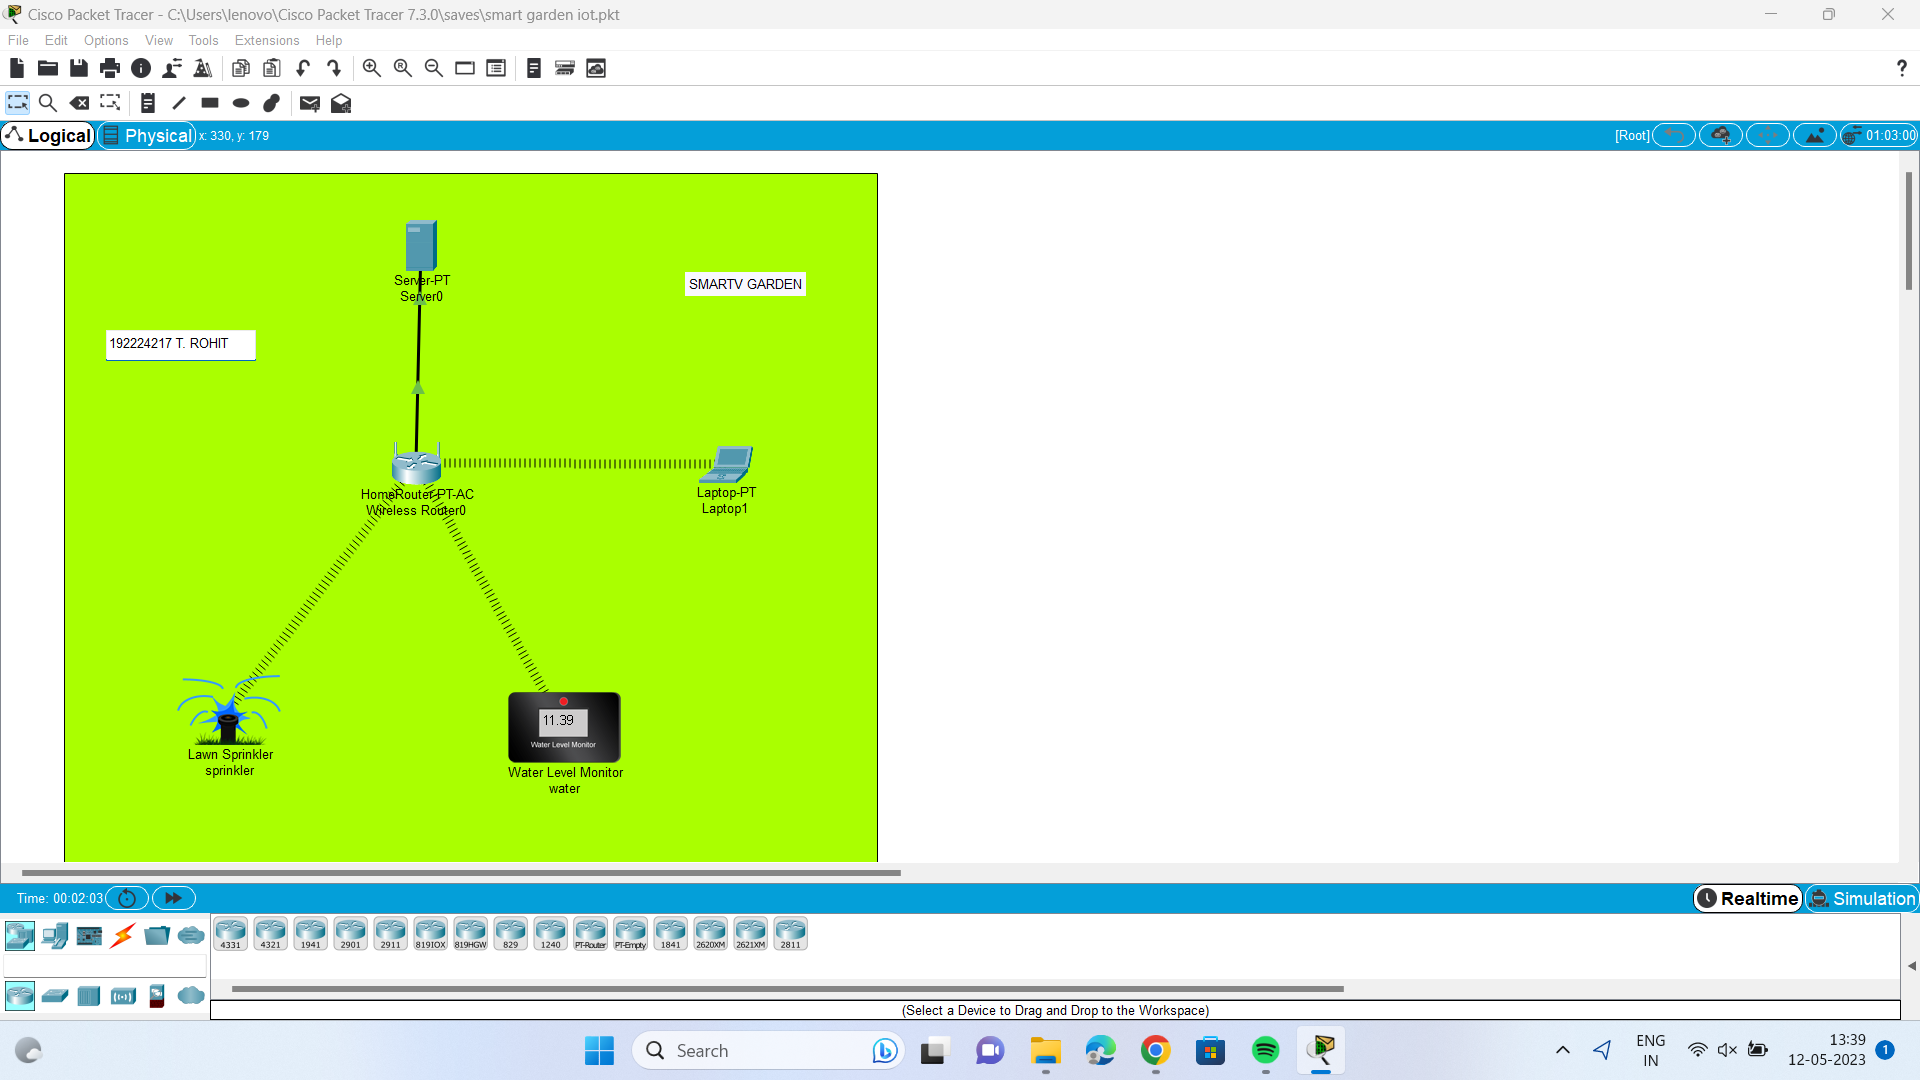 Cisco Packet Tracer - C:\Users\lenovo\Cisco Packet Tracer 7.3.0\saves\smart garden iot.pkt
File Edit Options View Tools Extensions Help
?
Logical Physical x: 330, y: 179 [Root] 01:03:00
Server-PT
Server0
SMARTV GARDEN
192224217 T. ROHIT
HomeRouter-PT-AC
Wireless Router0
Laptop-PT
Laptop1
11.39
Water Level Monitor
Lawn Sprinkler
sprinkler
Water Level Monitor
water
Time: 00:02:03 Realtime Simulation
4331 4321 1941 2901 2911 819IOX 819HGW 829 1240 PT-Router PT-Empty 1841 2620XM 2621XM 2811
(Select a Device to Drag and Drop to the Workspace)
Search
ENG
IN
13:39
12-05-2023
1